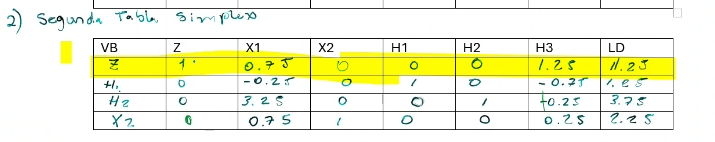 2) Segunda Tabla Simplex
VB Z X1 X2 H1 H2 H3 LD
Z 1 0.75 0 0 0 1.25 11.25
H1 0 -0.25 0 1 0 -0.75
H2 0 3.25 0 0 1 +0.25 3.75
X2 0 0.75 1 0 0 0.25 2.25